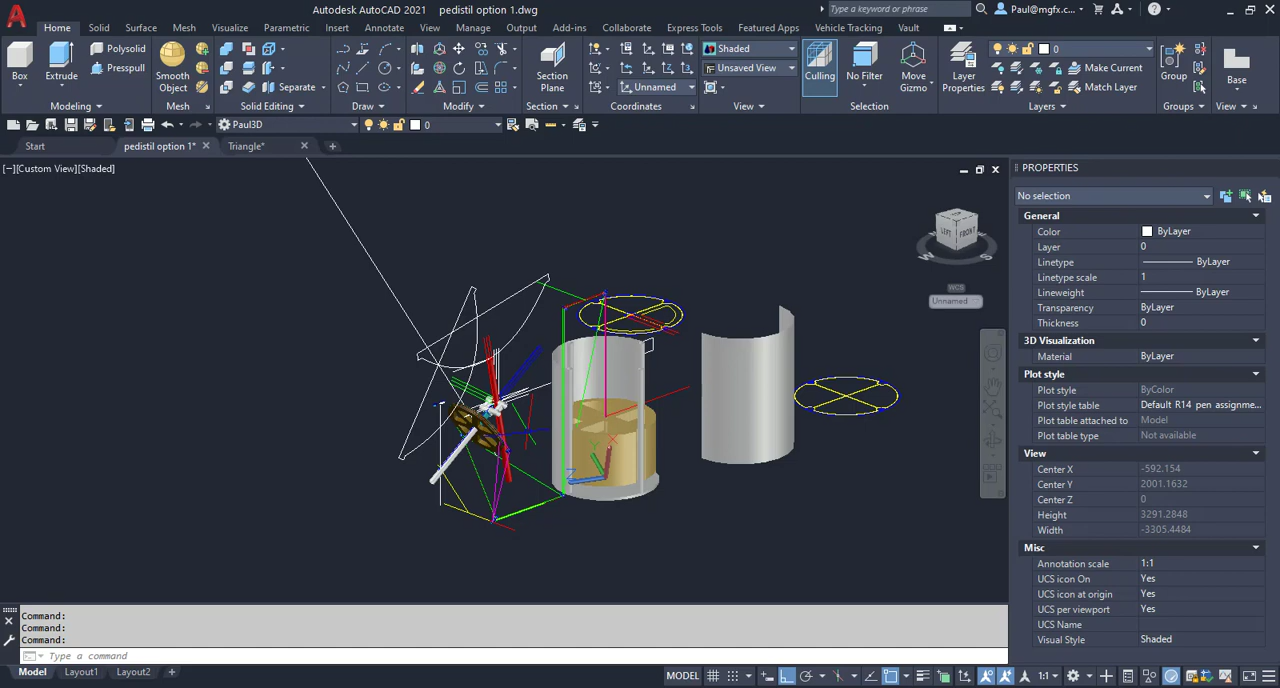 Autodesk AutoCAD 2021 pedistil option 1.dwg
Type a keyword or phrase
Paul@mgfx.c...
Home Solid Surface Mesh Visualize Parametric Insert Annotate View Manage Output Add-ins Collaborate Express Tools Featured Apps Vehicle Tracking Vault
Box
Extrude
Polysolid
Presspull
Smooth
Object
Separate
Section
Plane
Shaded
Unsaved View
Unnamed
Culling
No Filter
Move
Gizmo
Layer
Properties
0
Make Current
Match Layer
Group
Base
Modeling
Mesh
Solid Editing
Draw
Modify
Section
Coordinates
View
Selection
Layers
Groups
View
Paul3D
0
Start
pedistil option 1*
Triangle*
[−][Custom View][Shaded]
TOP
LEFT
FRONT
W
S
WCS
Unnamed
X
Y
Z
PROPERTIES
No selection
General
Color ByLayer
Layer 0
Linetype ByLayer
Linetype scale 1
Lineweight ByLayer
Transparency ByLayer
Thickness 0
3D Visualization
Material ByLayer
Plot style
Plot style ByColor
Plot style table Default R14 pen assignme...
Plot table attached to Model
Plot table type Not available
View
Center X -592.154
Center Y 2001.1632
Center Z 0
Height 3291.2848
Width -3305.4484
Misc
Annotation scale 1:1
UCS icon On Yes
UCS icon at origin Yes
UCS per viewport Yes
UCS Name
Visual Style Shaded
Command:
Command:
Command:
Type a command
Model Layout1 Layout2
MODEL
1:1